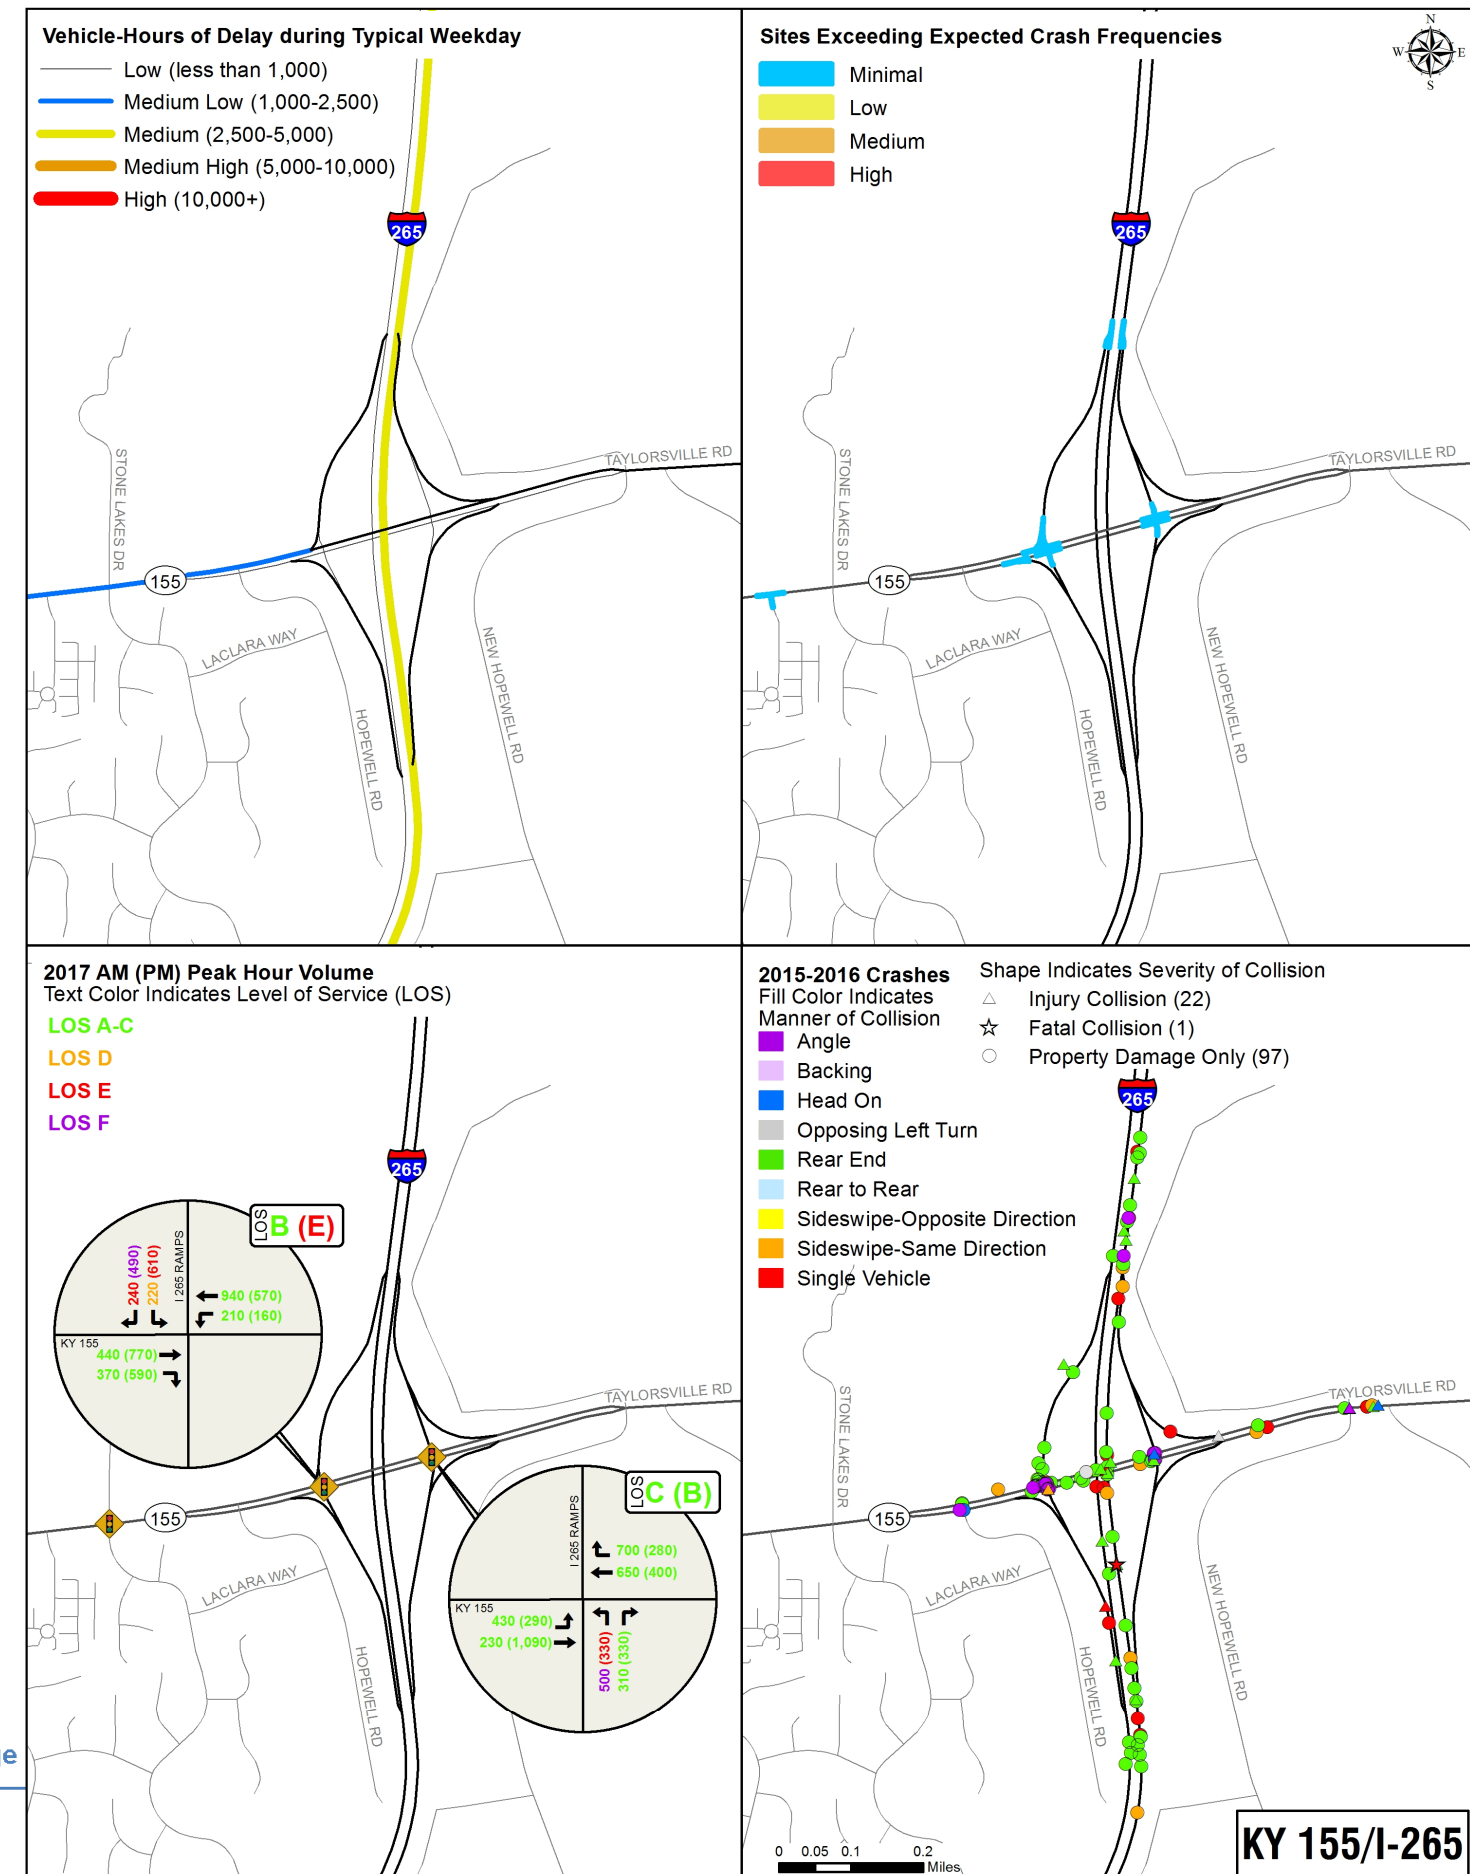 Vehicle-Hours of Delay during Typical Weekday
Low (less than 1,000)
Medium Low (1,000-2,500)
Medium (2,500-5,000)
Medium High (5,000-10,000)
High (10,000+)
265
TAYLORSVILLE RD
STONE LAKES DR
155
LACLARA WAY
HOPEWELL RD
NEW HOPEWELL RD
Sites Exceeding Expected Crash Frequencies
Minimal
Low
Medium
High
N
W
E
S
265
TAYLORSVILLE RD
STONE LAKES DR
155
LACLARA WAY
HOPEWELL RD
NEW HOPEWELL RD
2017 AM (PM) Peak Hour Volume
Text Color Indicates Level of Service (LOS)
LOS A-C
LOS D
LOS E
LOS F
265
LOS B (E)
240 (490)
220 (610)
I 265 RAMPS
940 (570)
210 (160)
KY 155
440 (770)
370 (590)
TAYLORSVILLE RD
155
LOS C (B)
I 265 RAMPS
700 (280)
650 (400)
KY 155
430 (290)
230 (1,090)
500 (330)
310 (330)
LACLARA WAY
HOPEWELL RD
2015-2016 Crashes
Fill Color Indicates
Manner of Collision
Angle
Backing
Head On
Opposing Left Turn
Rear End
Rear to Rear
Sideswipe-Opposite Direction
Sideswipe-Same Direction
Single Vehicle
Shape Indicates Severity of Collision
Injury Collision (22)
Fatal Collision (1)
Property Damage Only (97)
265
TAYLORSVILLE RD
STONE LAKES DR
155
LACLARA WAY
HOPEWELL RD
NEW HOPEWELL RD
0 0.05 0.1 0.2
Miles
KY 155/I-265
e